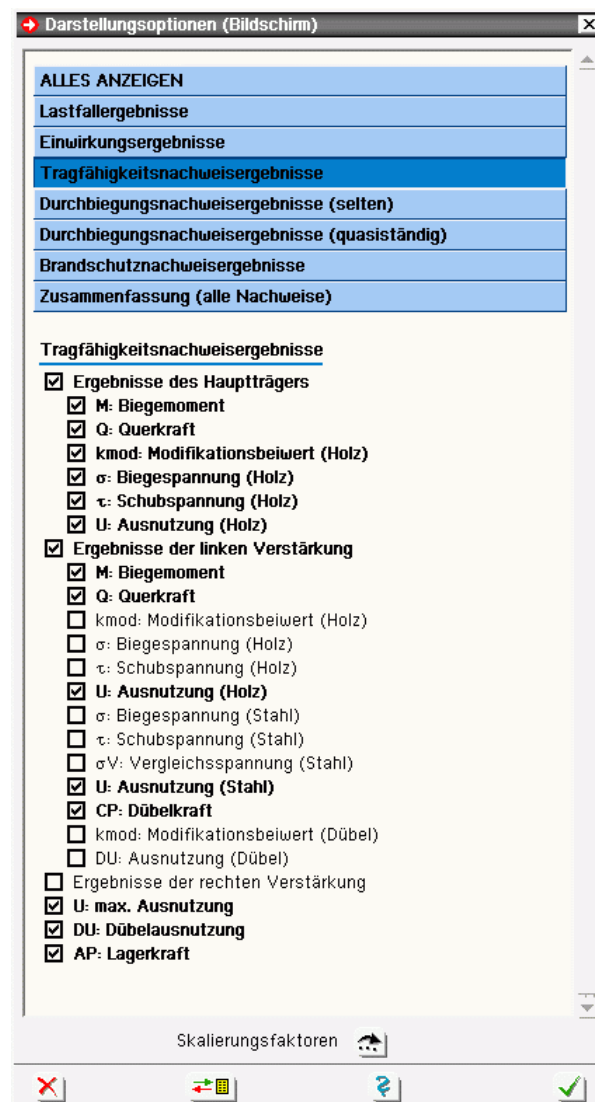 Darstellungsoptionen (Bildschirm)
ALLES ANZEIGEN
Lastfallergebnisse
Einwirkungsergebnisse
Tragfähigkeitsnachweisergebnisse
Durchbiegungsnachweisergebnisse (selten)
Durchbiegungsnachweisergebnisse (quasiständig)
Brandschutznachweisergebnisse
Zusammenfassung (alle Nachweise)
Tragfähigkeitsnachweisergebnisse
Ergebnisse des Hauptträgers
M: Biegemoment
Q: Querkraft
kmod: Modifikationsbeiwert (Holz)
σ: Biegespannung (Holz)
τ: Schubspannung (Holz)
U: Ausnutzung (Holz)
Ergebnisse der linken Verstärkung
M: Biegemoment
Q: Querkraft
kmod: Modifikationsbeiwert (Holz)
σ: Biegespannung (Holz)
τ: Schubspannung (Holz)
U: Ausnutzung (Holz)
σ: Biegespannung (Stahl)
τ: Schubspannung (Stahl)
σV: Vergleichsspannung (Stahl)
U: Ausnutzung (Stahl)
CP: Dübelkraft
kmod: Modifikationsbeiwert (Dübel)
DU: Ausnutzung (Dübel)
Ergebnisse der rechten Verstärkung
U: max. Ausnutzung
DU: Dübelausnutzung
AP: Lagerkraft
Skalierungsfaktoren